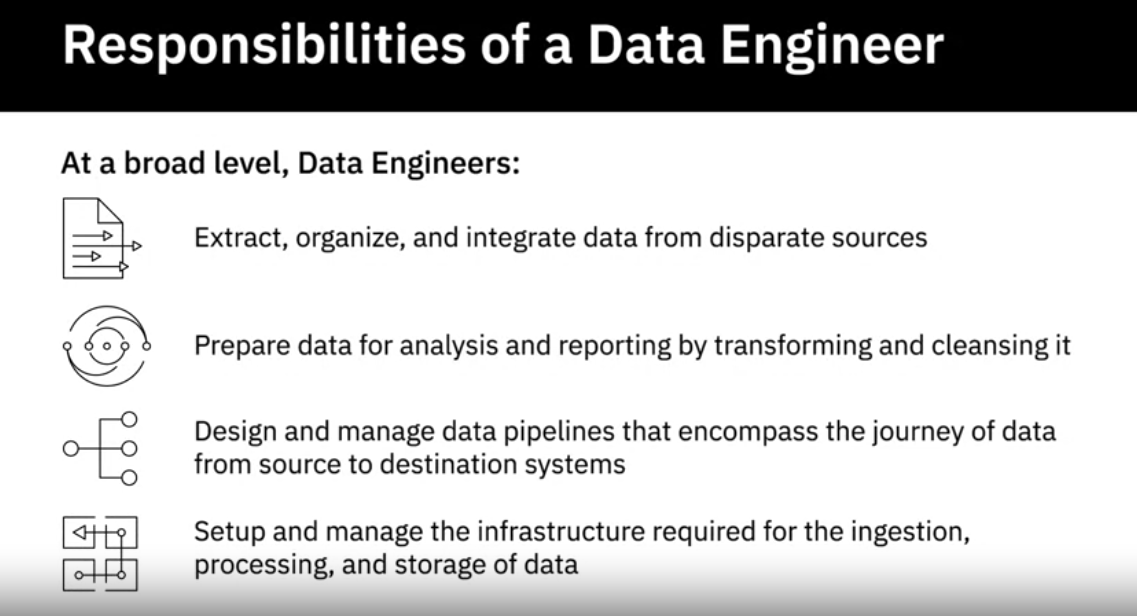 Responsibilities of a Data Engineer
At a broad level, Data Engineers:
Extract, organize, and integrate data from disparate sources
Prepare data for analysis and reporting by transforming and cleansing it
Design and manage data pipelines that encompass the journey of data
from source to destination systems
Setup and manage the infrastructure required for the ingestion,
processing, and storage of data